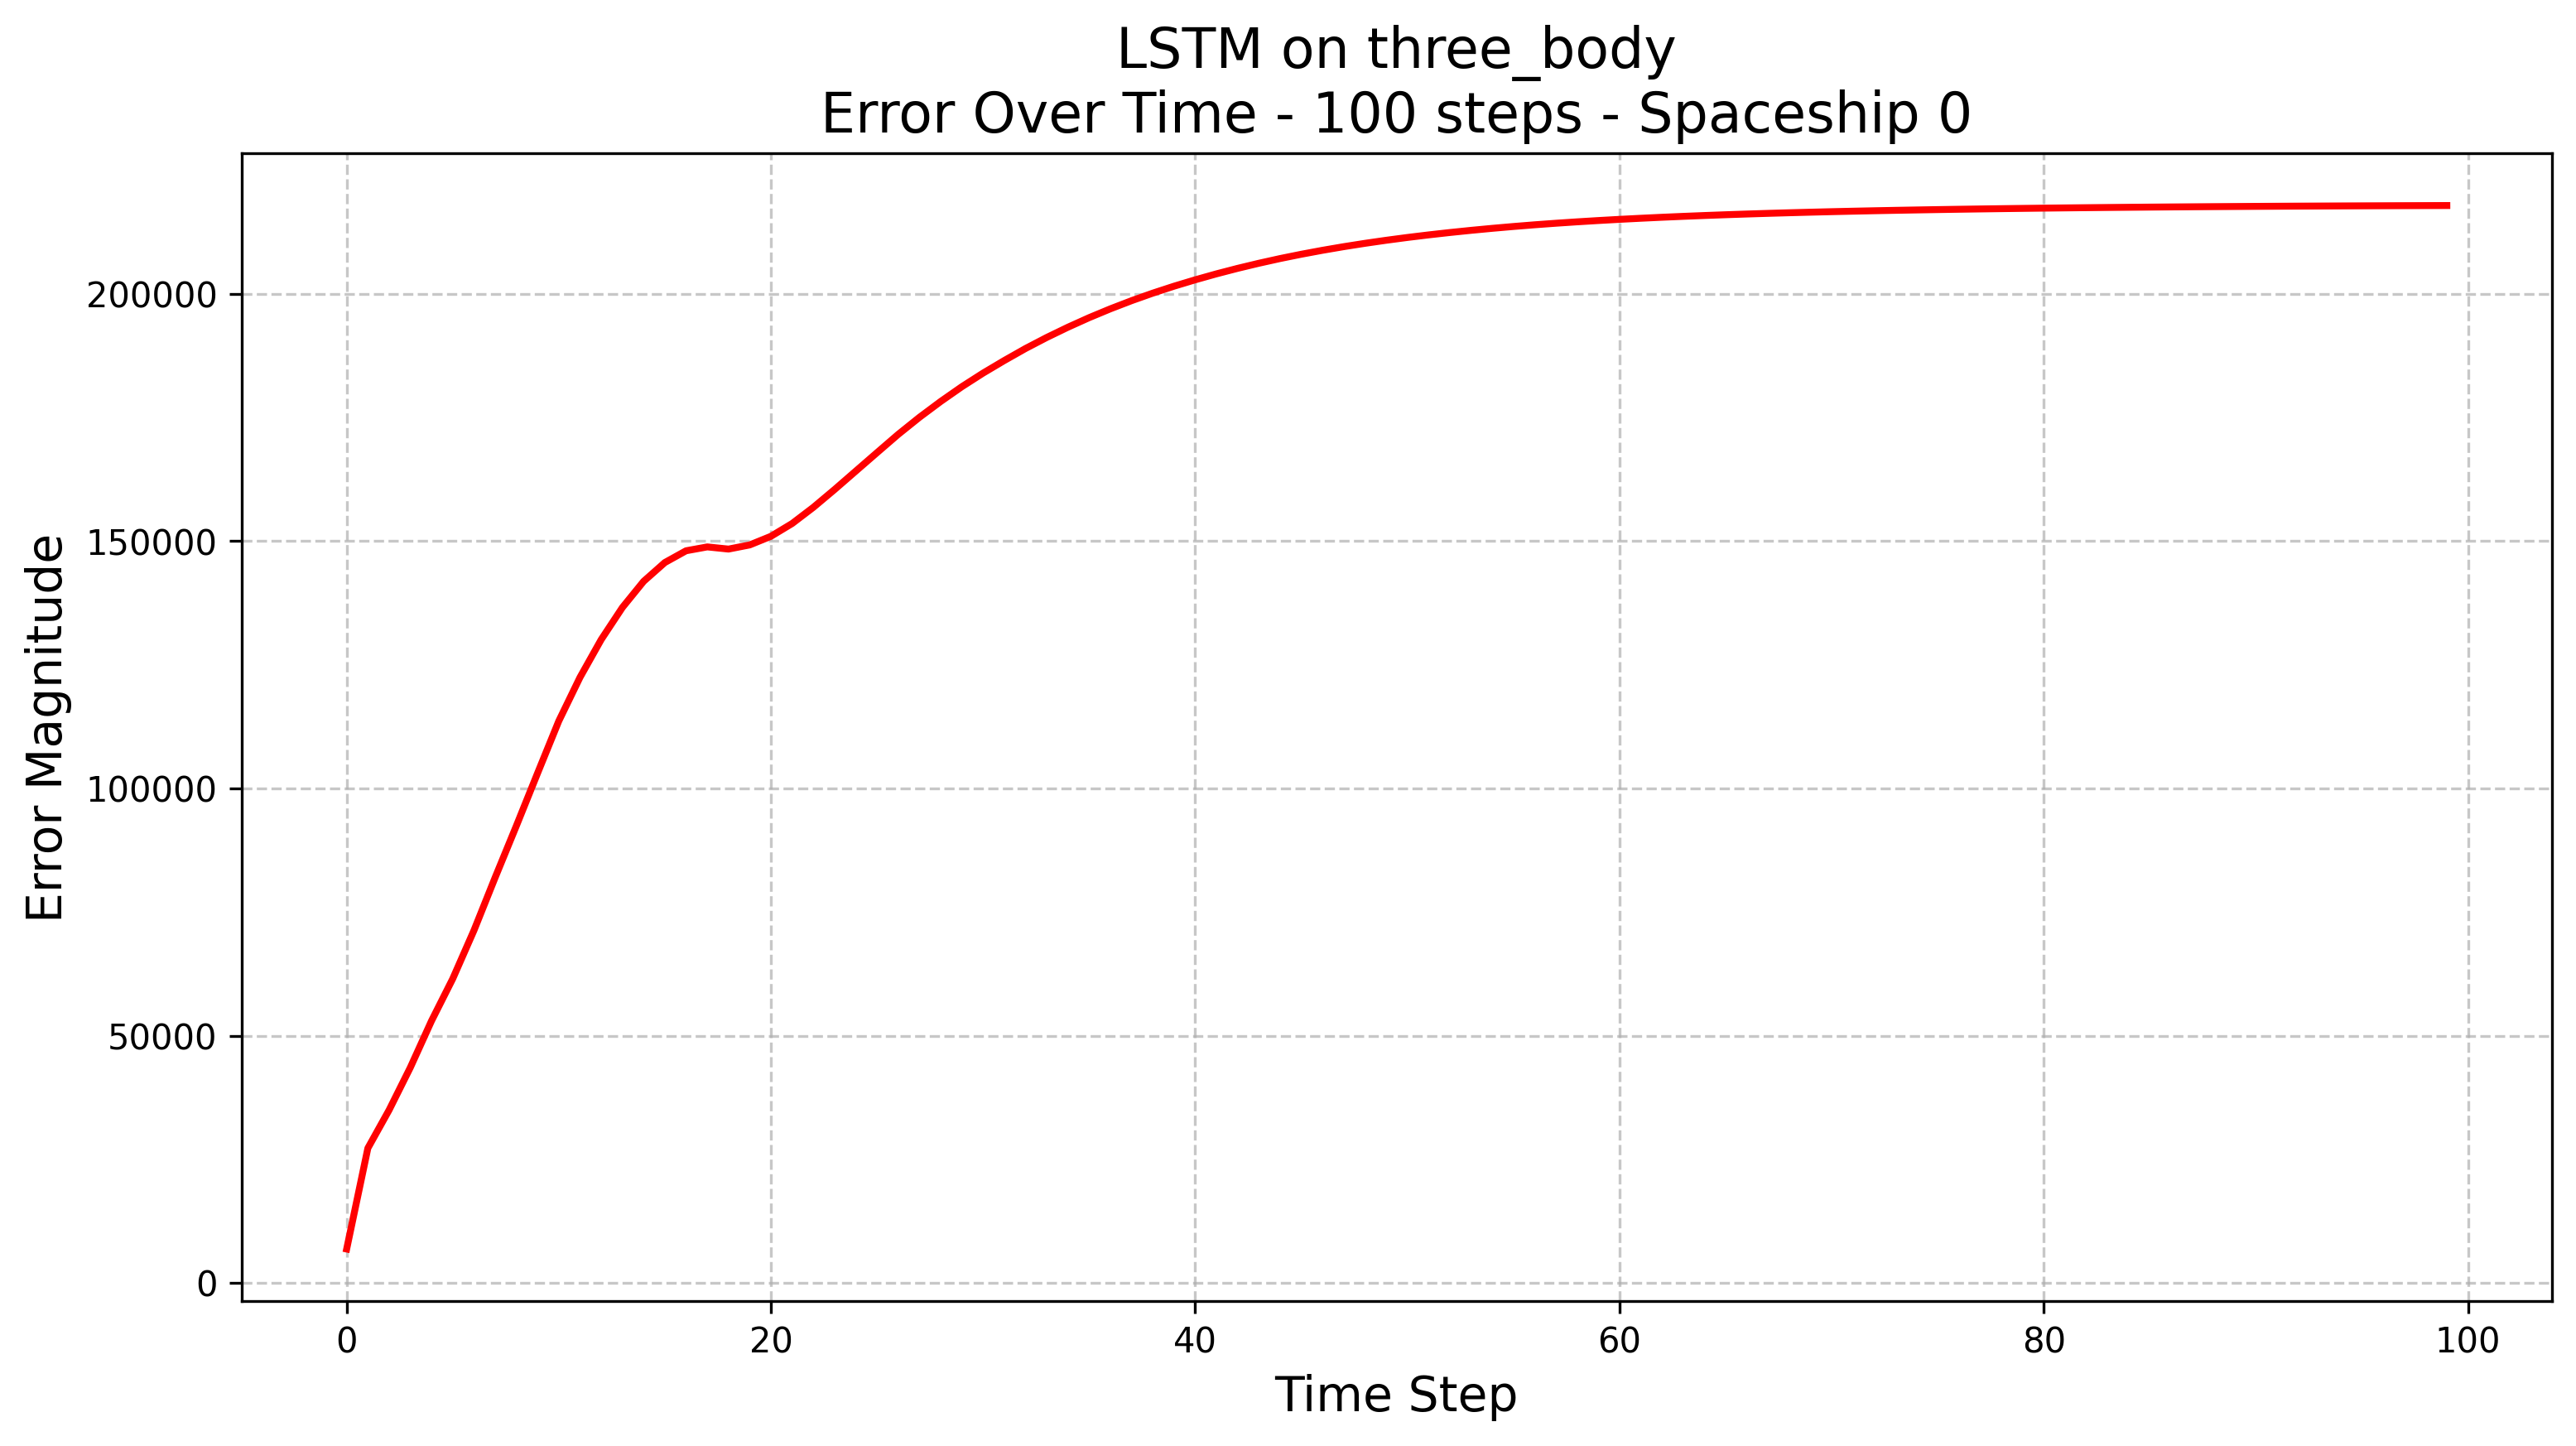 LSTM on three_body
Error Over Time - 100 steps - Spaceship 0
Error Magnitude
200000
150000
100000
50000
0
0 20 40 60 80 100
Time Step